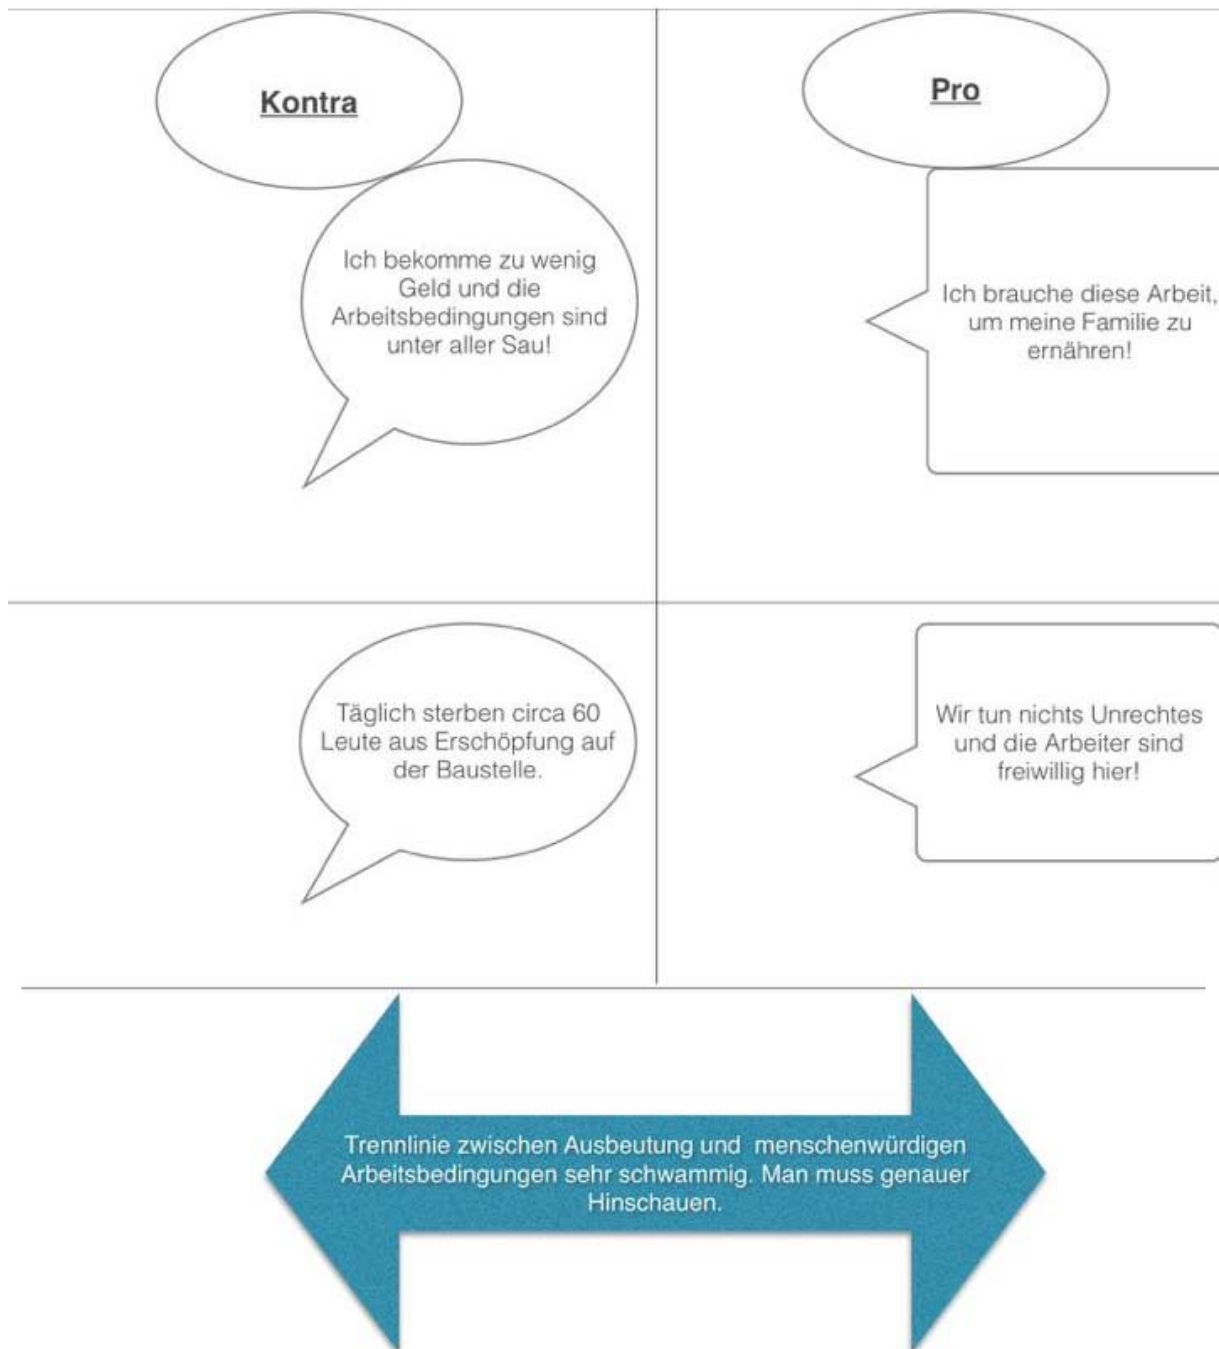 Kontra
Ich bekomme zu wenig
Geld und die
Arbeitsbedingungen sind
unter aller Sau!
Pro
Ich brauche diese Arbeit,
um meine Familie zu
ernähren!
Täglich sterben circa 60
Leute aus Erschöpfung auf
der Baustelle.
Wir tun nichts Unrechtes
und die Arbeiter sind
freiwillig hier!
Trennlinie zwischen Ausbeutung und menschenwürdigen
Arbeitsbedingungen sehr schwammig. Man muss genauer
Hinschauen.